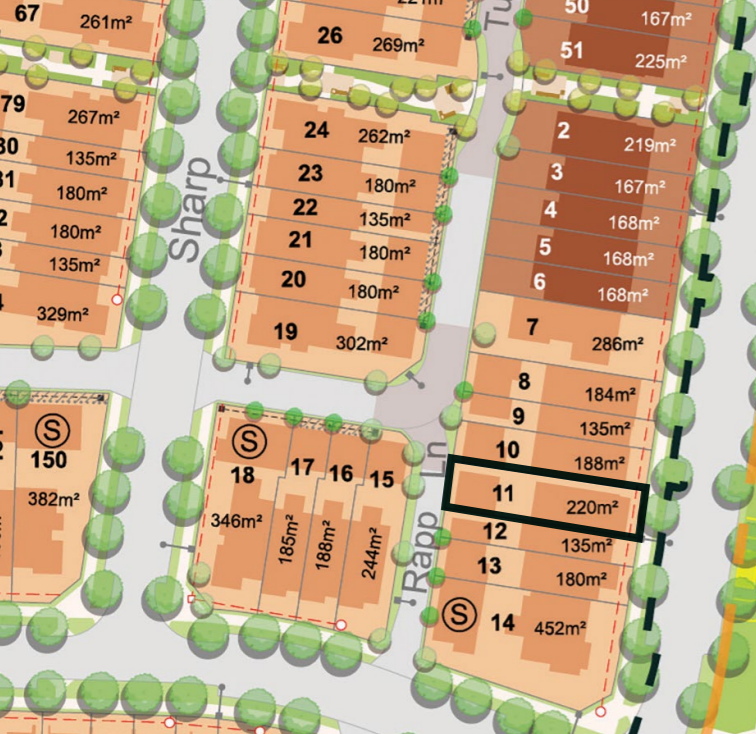 67
261m²
221m²
26
269m²
50
167m²
51
225m²
79
267m²
135m²
180m²
180m²
135m²
329m²
Sharp
24
262m²
23
180m²
22
135m²
21
180m²
20
180m²
19
302m²
2
219m²
3
167m²
4
168m²
5
168m²
6
168m²
7
286m²
8
184m²
9
135m²
10
188m²
11
220m²
12
135m²
13
180m²
S
14
452m²
S
150
382m²
S
18
17
16
15
346m²
185m²
188m²
244m²
Rapp Ln